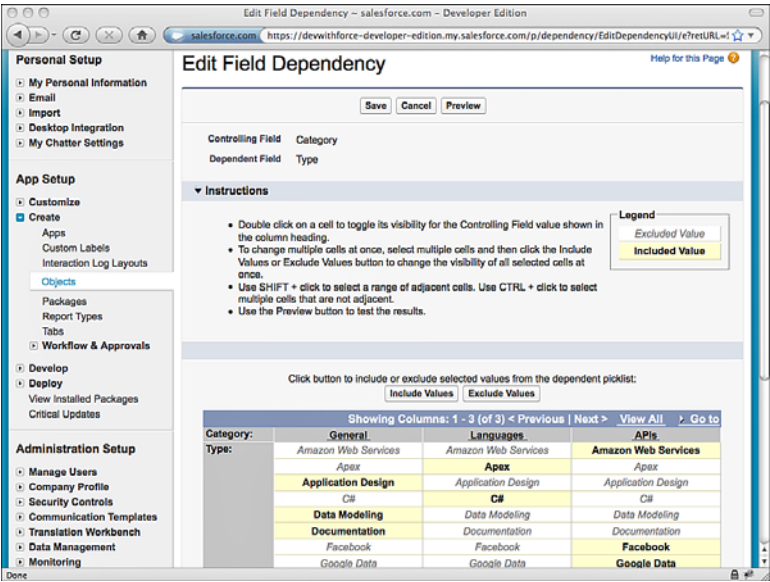 Edit Field Dependency ~ salesforce.com - Developer Edition
salesforce.com https://devwithforce-developer-edition.my.salesforce.com/p/dependency/EditDependencyUI/e?retURL=
Personal Setup
My Personal Information
Email
Import
Desktop Integration
My Chatter Settings
App Setup
Customize
Create
Apps
Custom Labels
Interaction Log Layouts
Objects
Packages
Report Types
Tabs
Workflow & Approvals
Develop
Deploy
View Installed Packages
Critical Updates
Administration Setup
Manage Users
Company Profile
Security Controls
Communication Templates
Translation Workbench
Data Management
Monitoring
Edit Field Dependency
Help for this Page ?
Save Cancel Preview
Controlling Field Category
Dependent Field Type
Instructions
• Double click on a cell to toggle its visibility for the Controlling Field value shown in
the column heading.
• To change multiple cells at once, select multiple cells and then click the Include
Values or Exclude Values button to change the visibility of all selected cells at
once.
• Use SHIFT + click to select a range of adjacent cells. Use CTRL + click to select
multiple cells that are not adjacent.
• Use the Preview button to test the results.
Legend
Excluded Value
Included Value
Click button to include or exclude selected values from the dependent picklist:
Include Values Exclude Values
Showing Columns: 1 - 3 (of 3) < Previous | Next > View All Go to
Category: General Languages APIs
Type: Amazon Web Services Amazon Web Services Amazon Web Services
Apex Apex Apex
Application Design Application Design Application Design
C# C# C#
Data Modeling Data Modeling Data Modeling
Documentation Documentation Documentation
Facebook Facebook Facebook
Google Data Google Data Google Data
Done